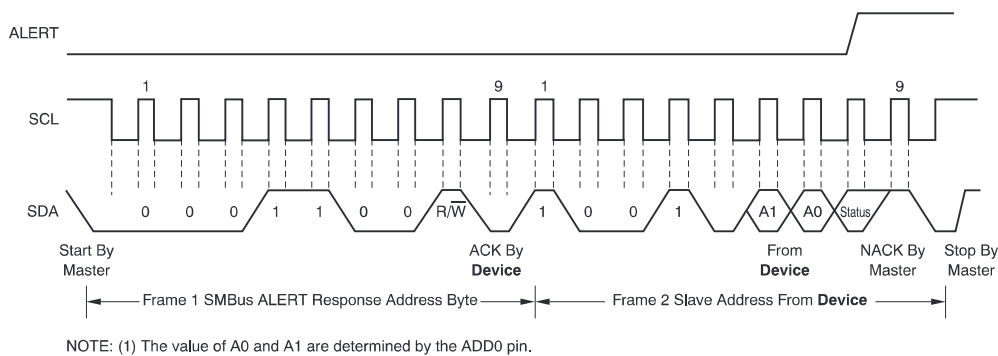 ALERT
1 9 1 9
SCL
SDA
0 0 0 1 1 0 0 R/W 1 0 0 1 A1 A0 Status
Start By Master
ACK By Device
From Device
NACK By Master
Stop By Master
Frame 1 SMBus ALERT Response Address Byte
Frame 2 Slave Address From Device
NOTE: (1) The value of A0 and A1 are determined by the ADD0 pin.